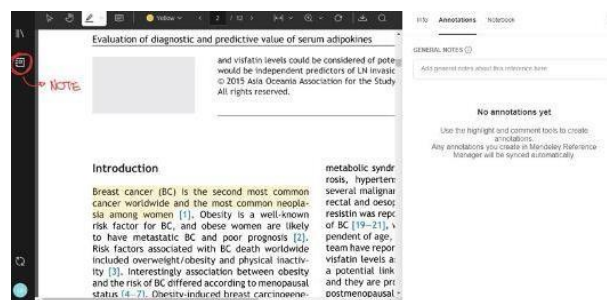 Yellow
2 / 12
Info Annotations Notebook
Evaluation of diagnostic and predictive value of serum adipokines
GENERAL NOTES
and visfatin levels could be considered of pote
Add general notes about this reference here
would be independent predictors of LN invasio
© 2015 Asia Oceania Association for the Study
All rights reserved.
NOTE
No annotations yet
Use the highlight and comment tools to create
annotations.
Any annotations you create in Mendeley Reference
Manager will be synced automatically
Introduction
Breast cancer (BC) is the second most common
cancer worldwide and the most common neopla-
sia among women [1]. Obesity is a well-known
risk factor for BC, and obese women are likely
to have metastatic BC and poor prognosis [2].
Risk factors associated with BC death worldwide
included overweight/obesity and physical inactiv-
ity [3]. Interestingly association between obesity
and the risk of BC differed according to menopausal
status [4-7]. Obesity-induced breast carcinogene-
metabolic syndr
rosis, hyperten
several malignar
rectal and oesop
resistin was repo
of BC [19-21], v
pendent of age,
team have repor
visfatin levels a
a potential link
and they are pro
postmenopausal